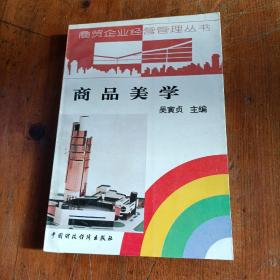 商贸企业经营管理丛书
商品美学
吴寅贞 主编
中国财政经济出版社